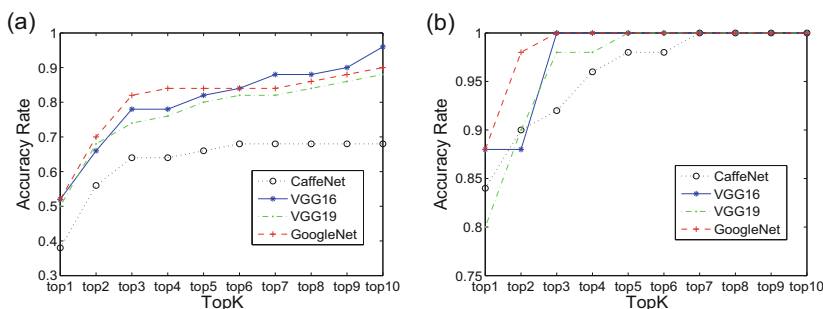 (a)
Accuracy Rate
1
0.9
0.8
0.7
0.6
0.5
0.4
0.3
top1 top2 top3 top4 top5 top6 top7 top8 top9 top10
TopK
CaffeNet
VGG16
VGG19
GoogleNet
(b)
Accuracy Rate
1
0.95
0.9
0.85
0.8
0.75
top1 top2 top3 top4 top5 top6 top7 top8 top9 top10
TopK
CaffeNet
VGG16
VGG19
GoogleNet